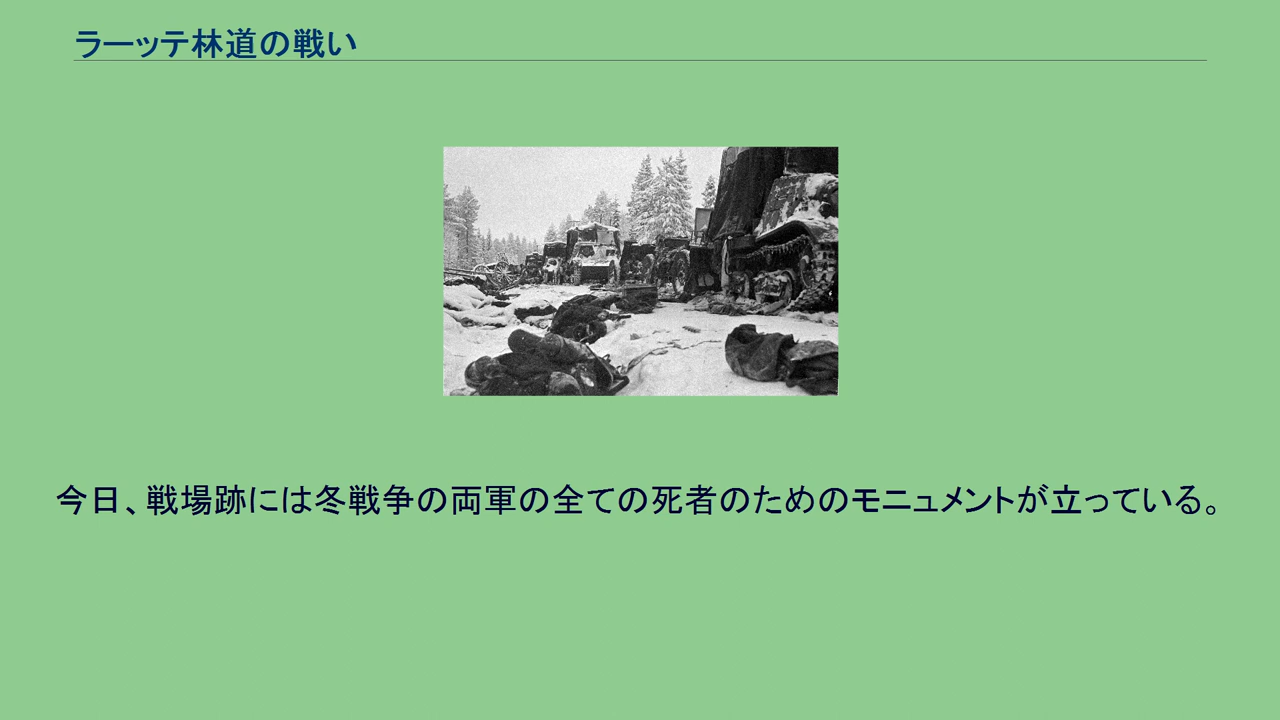 ラーッテ林道の戦い
今日、戦場跡には冬戦争の両軍の全ての死者のためのモニュメントが立っている。